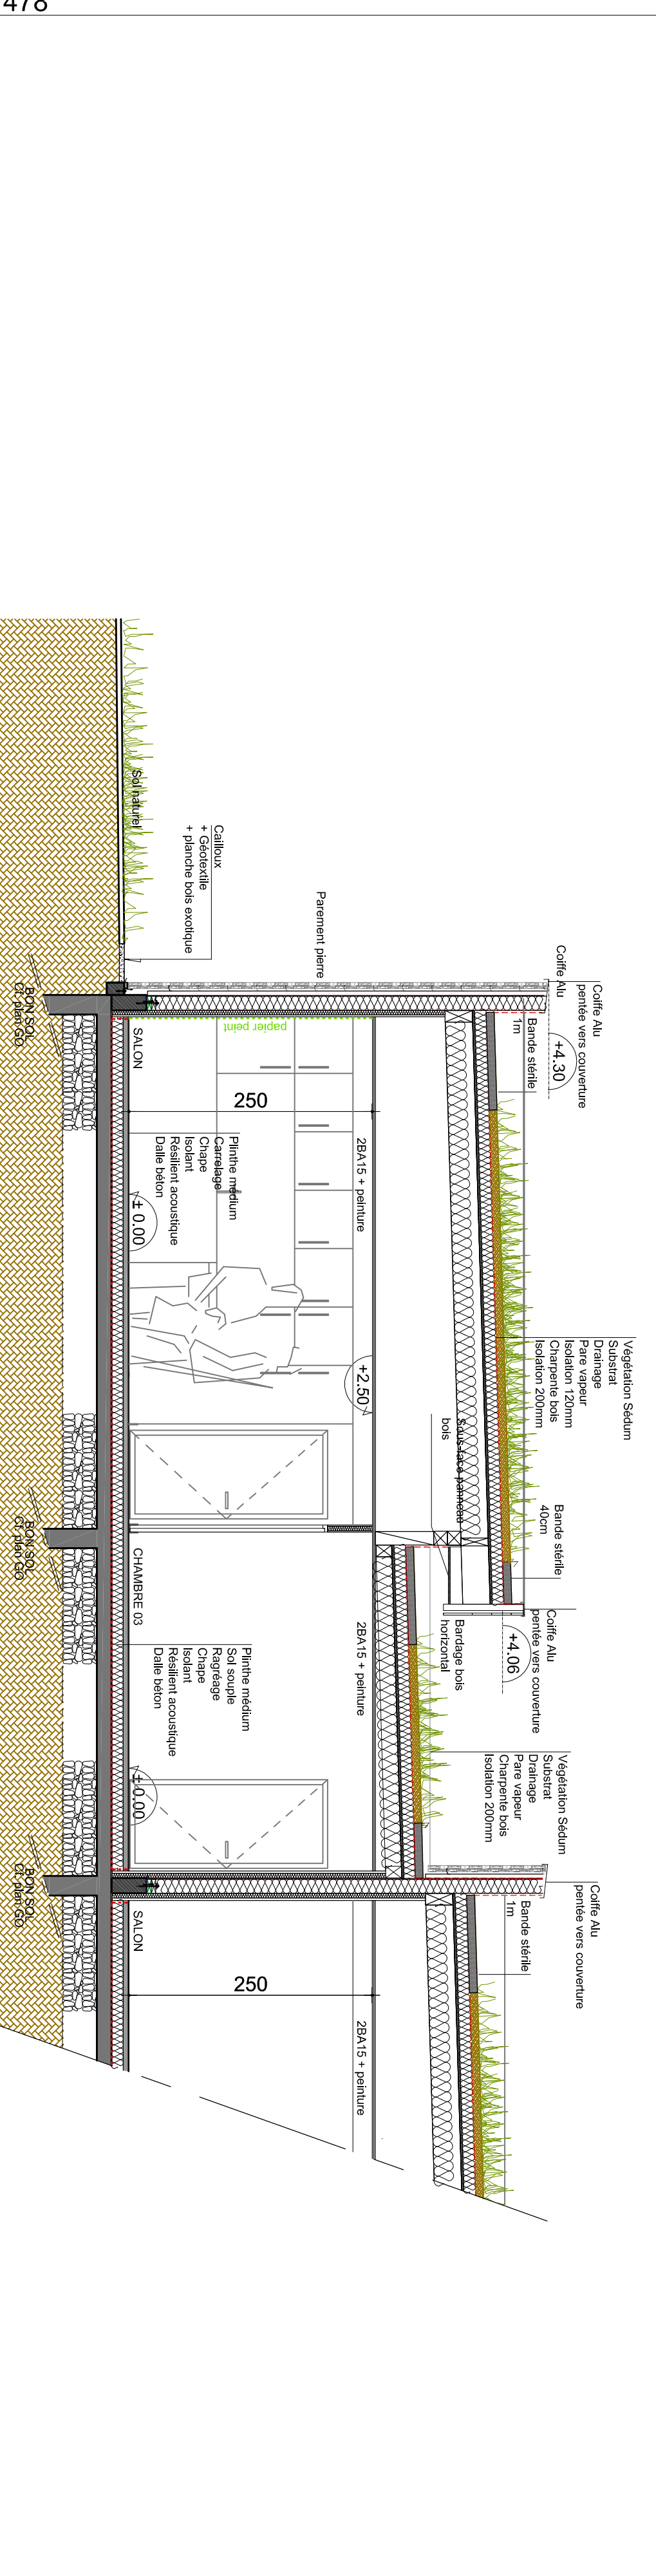 478
Coiffe Alu
pentée vers couverture
Coiffe Alu
+4.30
Bande stérile
1m
Parement pierre
Cailloux
+ Géotextile
+ planche bois exotique
Sol naturel
BON SOL
Cf. plan GO
SALON
papier peint
250
Plinthe médium
Carrelage
Chape
Isolant
Résilient acoustique
Dalle béton
± 0.00
2BA15 + peinture
+2.50
Végétation Sédum
Substrat
Drainage
Pare vapeur
Isolation 120mm
Charpente bois
Isolation 200mm
Sous-face panneau
bois
Bande stérile
40cm
Coiffe Alu
pentée vers couverture
+4.06
Bardage bois
horizontal
BON SOL
Cf. plan GO
CHAMBRE 03
2BA15 + peinture
Plinthe médium
Sol souple
Ragréage
Chape
Isolant
Résilient acoustique
Dalle béton
± 0.00
Végétation Sédum
Substrat
Drainage
Pare vapeur
Charpente bois
Isolation 200mm
Coiffe Alu
pentée vers couverture
Bande stérile
1m
BON SOL
Cf. plan GO
SALON
250
2BA15 + peinture